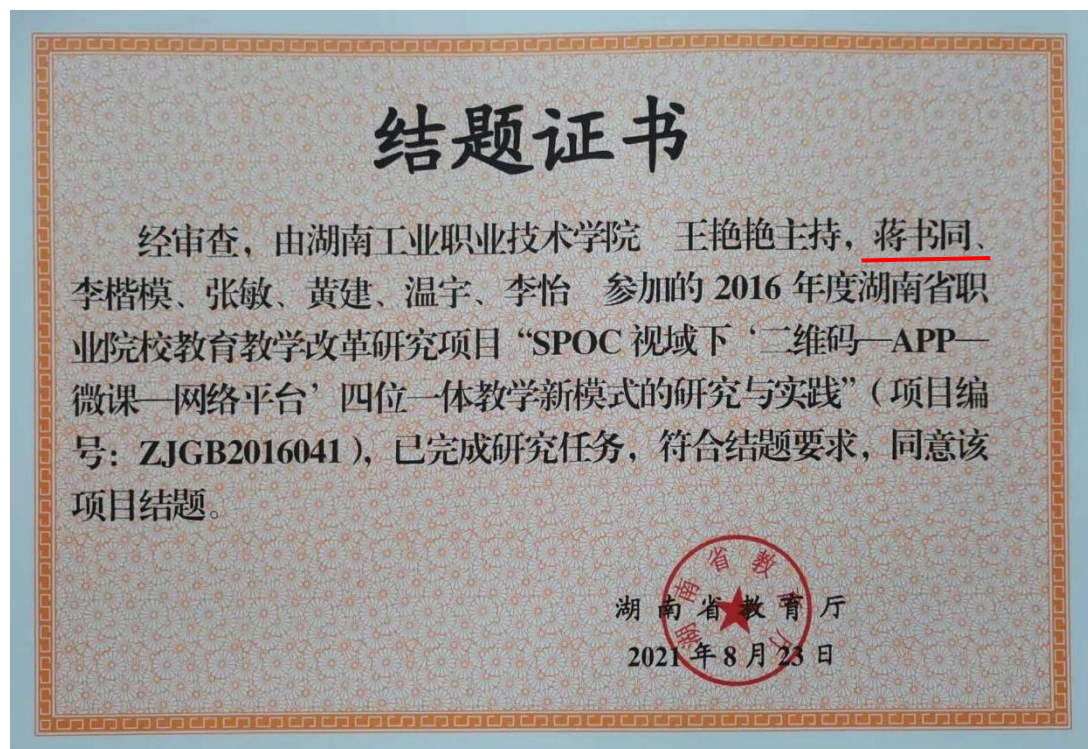 结题证书
经审查，由湖南工业职业技术学院 王艳艳主持，蒋书同、
李楷模、张敏、黄建、温宇、李怡 参加的 2016 年度湖南省职
业院校教育教学改革研究项目“SPOC 视域下‘二维码—APP—
微课—网络平台’四位一体教学新模式的研究与实践”（项目编
号：ZJGB2016041），已完成研究任务，符合结题要求，同意该
项目结题。
湖南省教育厅
湖南省教育厅
2021 年 8 月 23 日